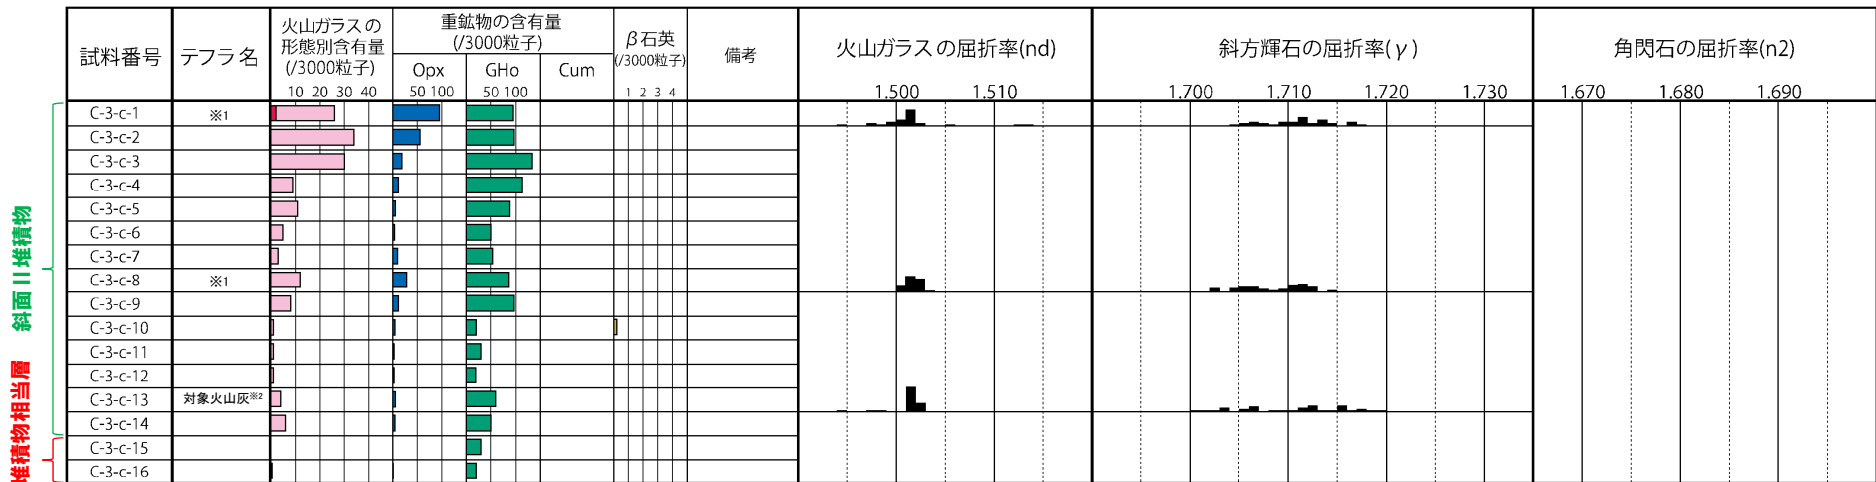 試料番号
テフラ名
火山ガラスの
形態別含有量
(/3000粒子)
10 20 30 40
重鉱物の含有量
(/3000粒子)
Opx GHo Cum
50 100 50 100
β石英
(/3000粒子)
1 2 3 4
備考
火山ガラスの屈折率(nd)
1.500 1.510
斜方輝石の屈折率(γ)
1.700 1.710 1.720 1.730
角閃石の屈折率(n2)
1.670 1.680 1.690
C-3-c-1 ※1
C-3-c-2
C-3-c-3
C-3-c-4
C-3-c-5
C-3-c-6
C-3-c-7
C-3-c-8 ※1
C-3-c-9
C-3-c-10
C-3-c-11
C-3-c-12
C-3-c-13 対象火山灰※2
C-3-c-14
C-3-c-15
C-3-c-16
斜面II堆積物
堆積物相当層